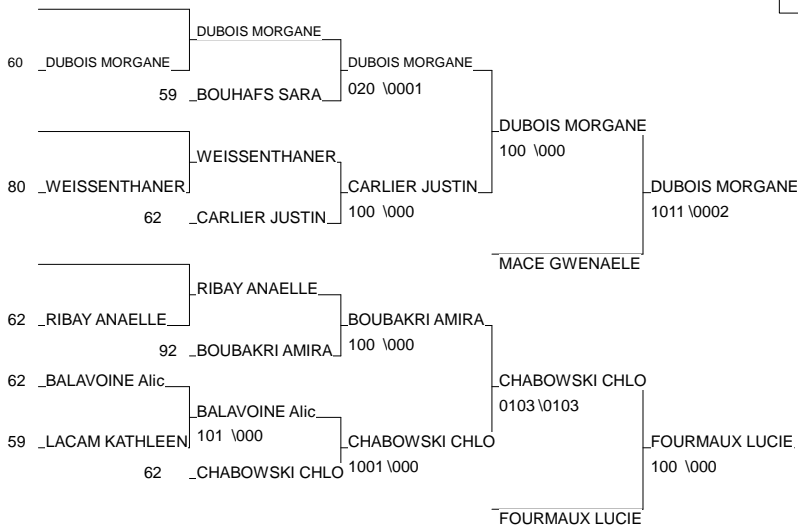 DUBOIS MORGANE
60 DUBOIS MORGANE DUBOIS MORGANE
59 BOUHAFS SARA 020 \0001
DUBOIS MORGANE
WEISSENTHANER 100 \000
80 WEISSENTHANER CARLIER JUSTIN DUBOIS MORGANE
62 CARLIER JUSTIN 100 \000 1011 \0002
MACE GWENAELE
RIBAY ANAELLE
62 RIBAY ANAELLE BOUBAKRI AMIRA
92 BOUBAKRI AMIRA 100 \000
62 BALAVOINE Alic CHABOWSKI CHLO
BALAVOINE Alic 0103 \0103
59 LACAM KATHLEEN 101 \000 CHABOWSKI CHLO FOURMAUX LUCIE
62 CHABOWSKI CHLO 1001 \000 100 \000
FOURMAUX LUCIE